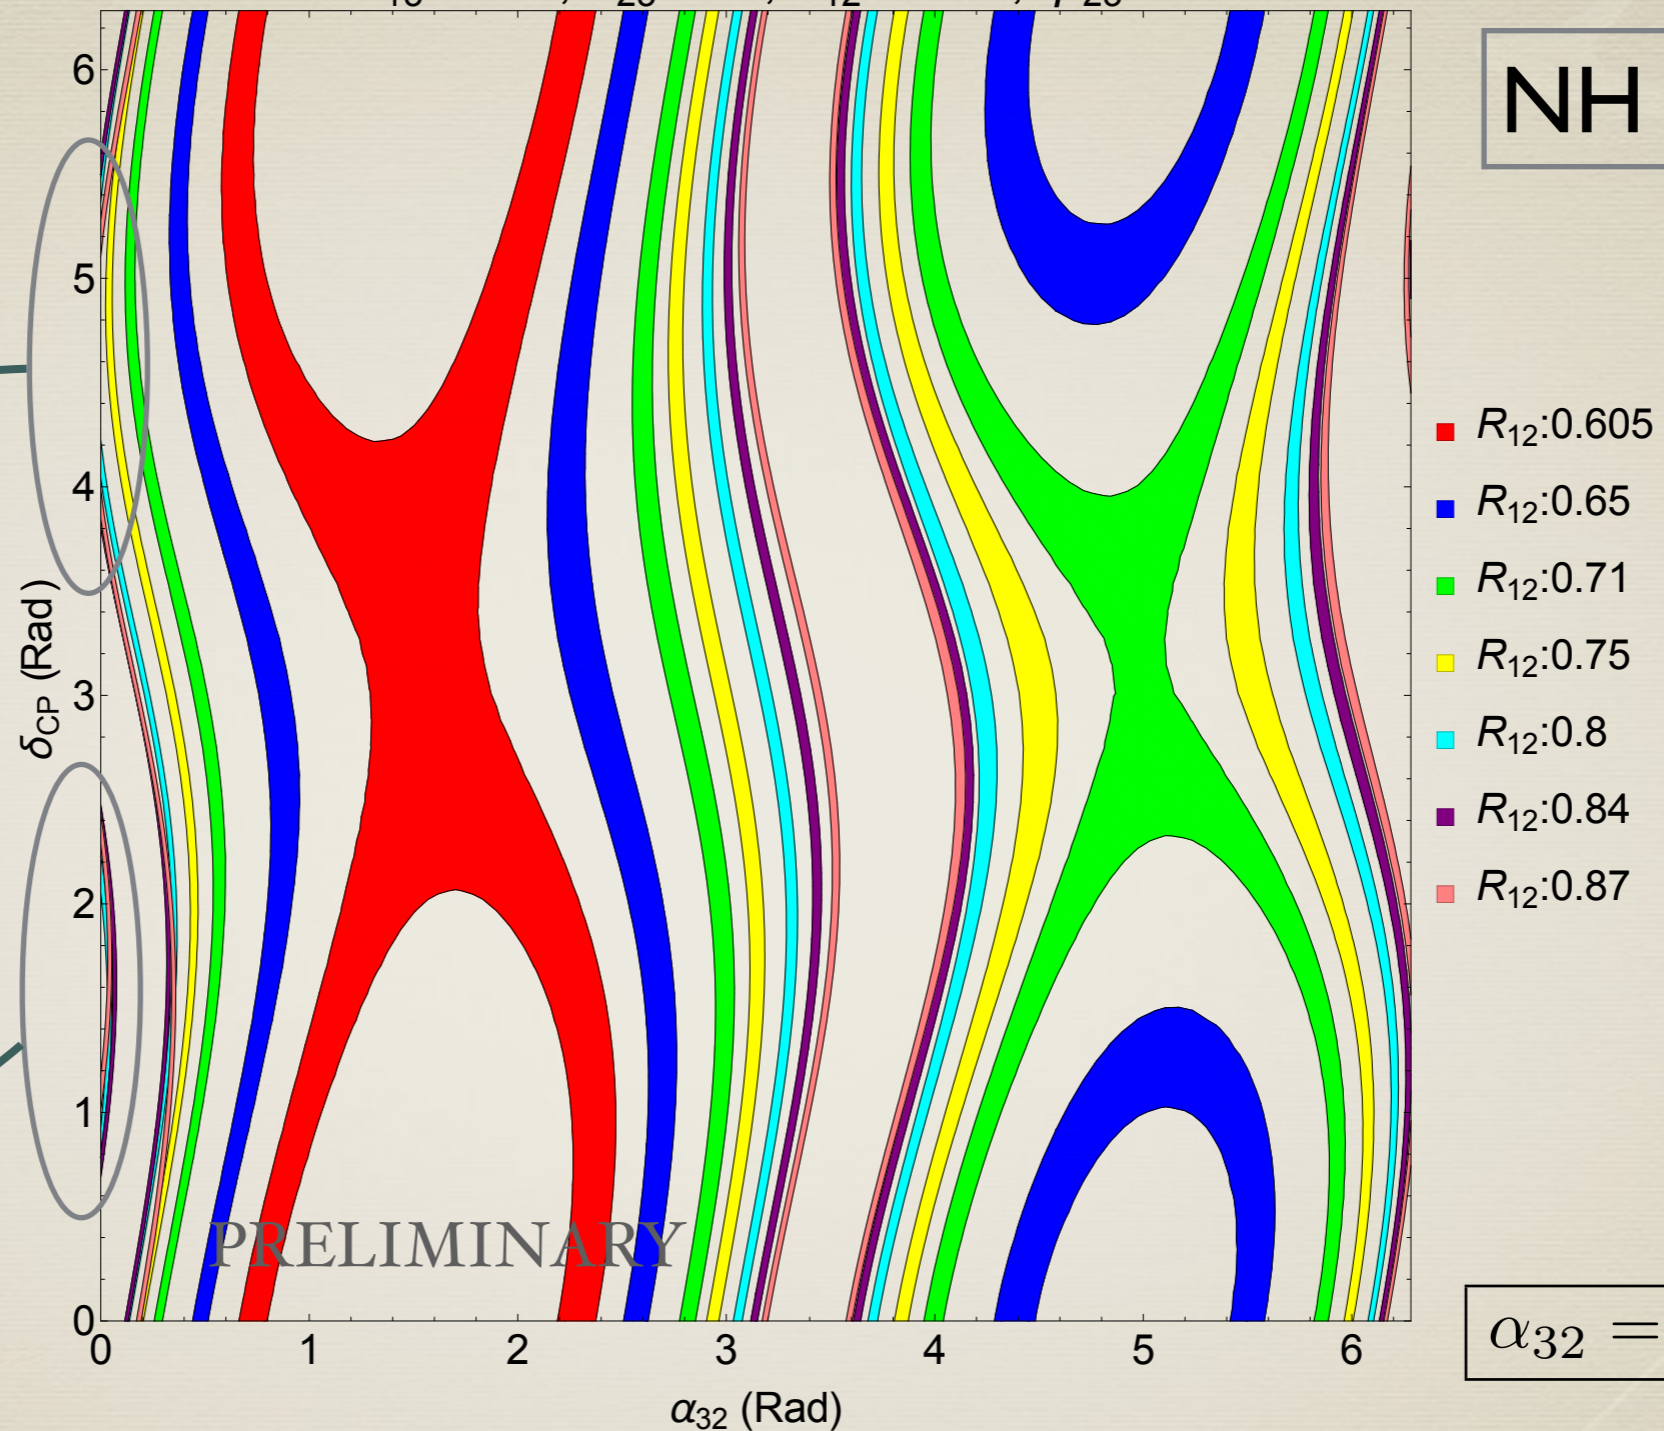 NH
6
5
4
3
2
1
0
δCP (Rad)
R12:0.605
R12:0.65
R12:0.71
R12:0.75
R12:0.8
R12:0.84
R12:0.87
PRELIMINARY
0 1 2 3 4 5 6
α32 (Rad)
α32 =